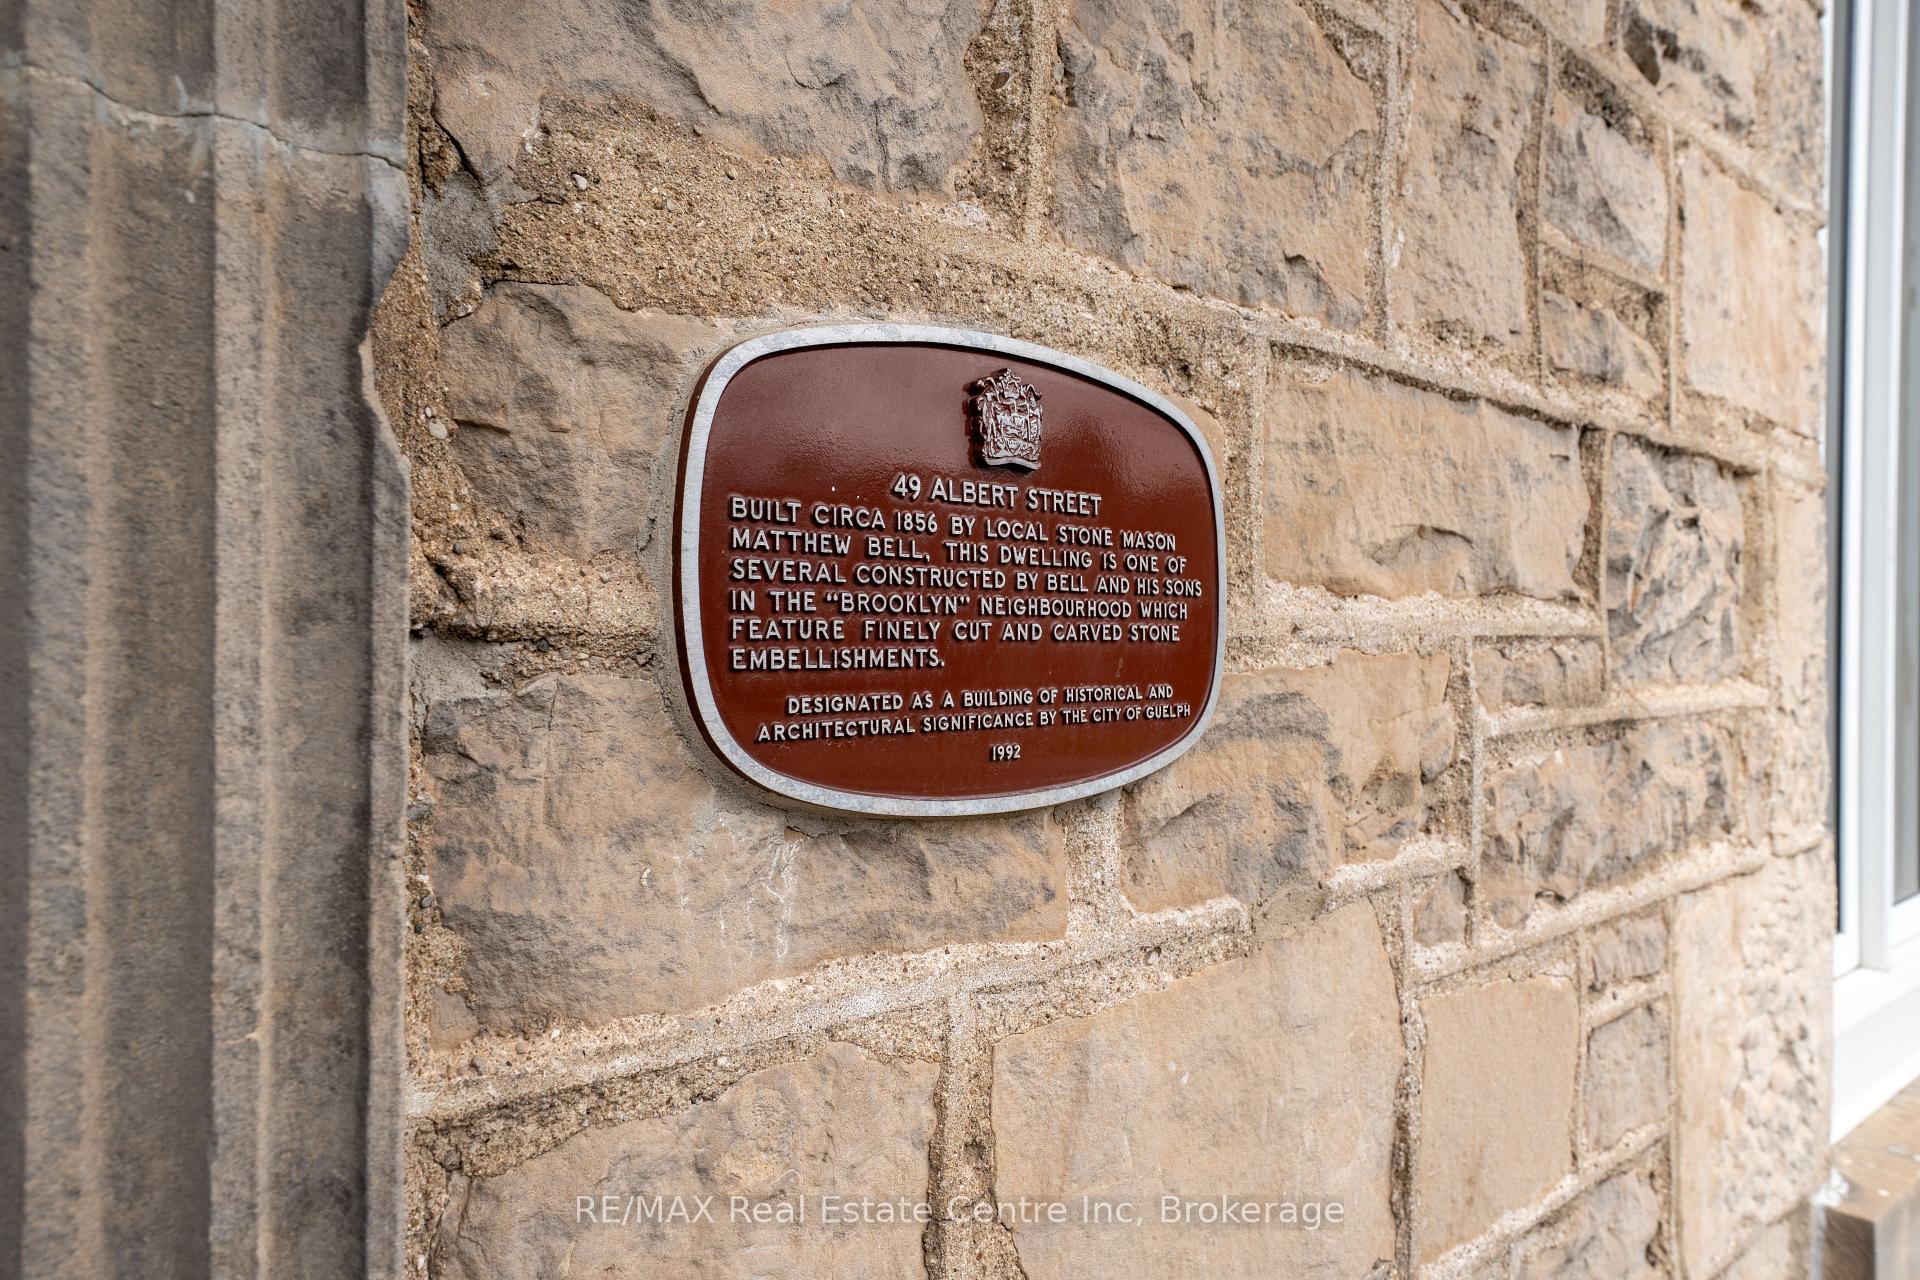 49 ALBERT STREET
BUILT CIRCA 1856 BY LOCAL STONE MASON
MATTHEW BELL, THIS DWELLING IS ONE OF
SEVERAL CONSTRUCTED BY BELL AND HIS SONS
IN THE "BROOKLYN" NEIGHBOURHOOD WHICH
FEATURE FINELY CUT AND CARVED STONE
EMBELLISHMENTS.
DESIGNATED AS A BUILDING OF HISTORICAL AND
ARCHITECTURAL SIGNIFICANCE BY THE CITY OF GUELPH
1992
RE/MAX Real Estate Centre Inc, Brokerage